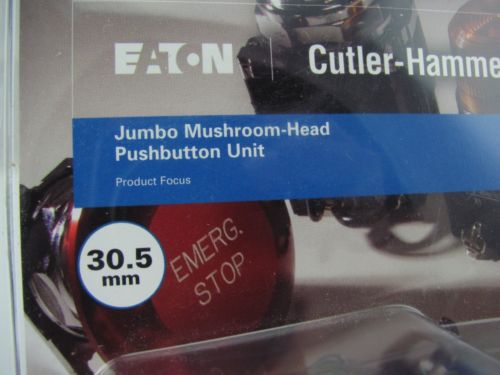 EATON
Cutler-Hamme
Jumbo Mushroom-Head
Pushbutton Unit
Product Focus
30.5
mm
EMERG.
STOP